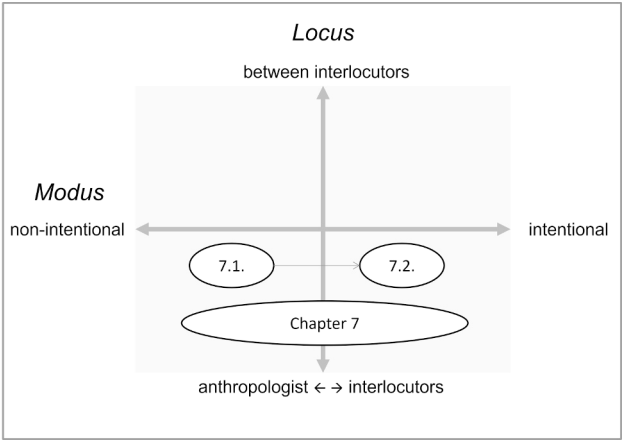 Locus
between interlocutors
Modus
non-intentional
intentional
7.1.
7.2.
Chapter 7
anthropologist ← → interlocutors